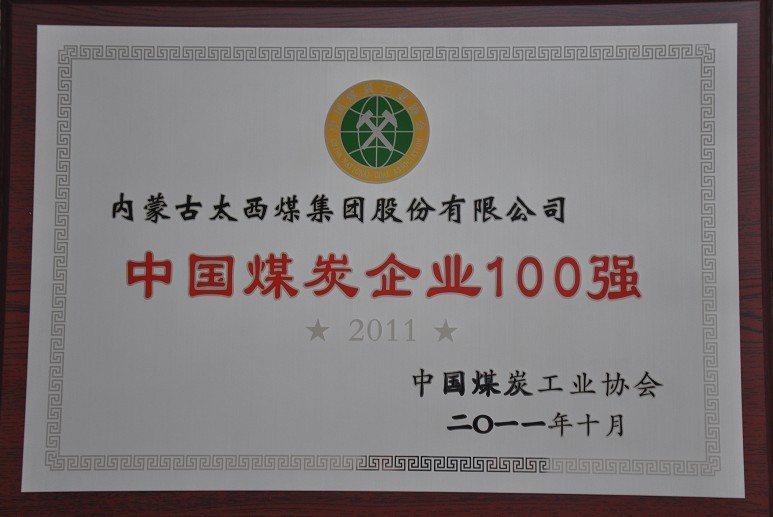 内蒙古太西煤集团股份有限公司
中国煤炭企业100强
★ 2011 ★
中国煤炭工业协会
二〇一一年十月